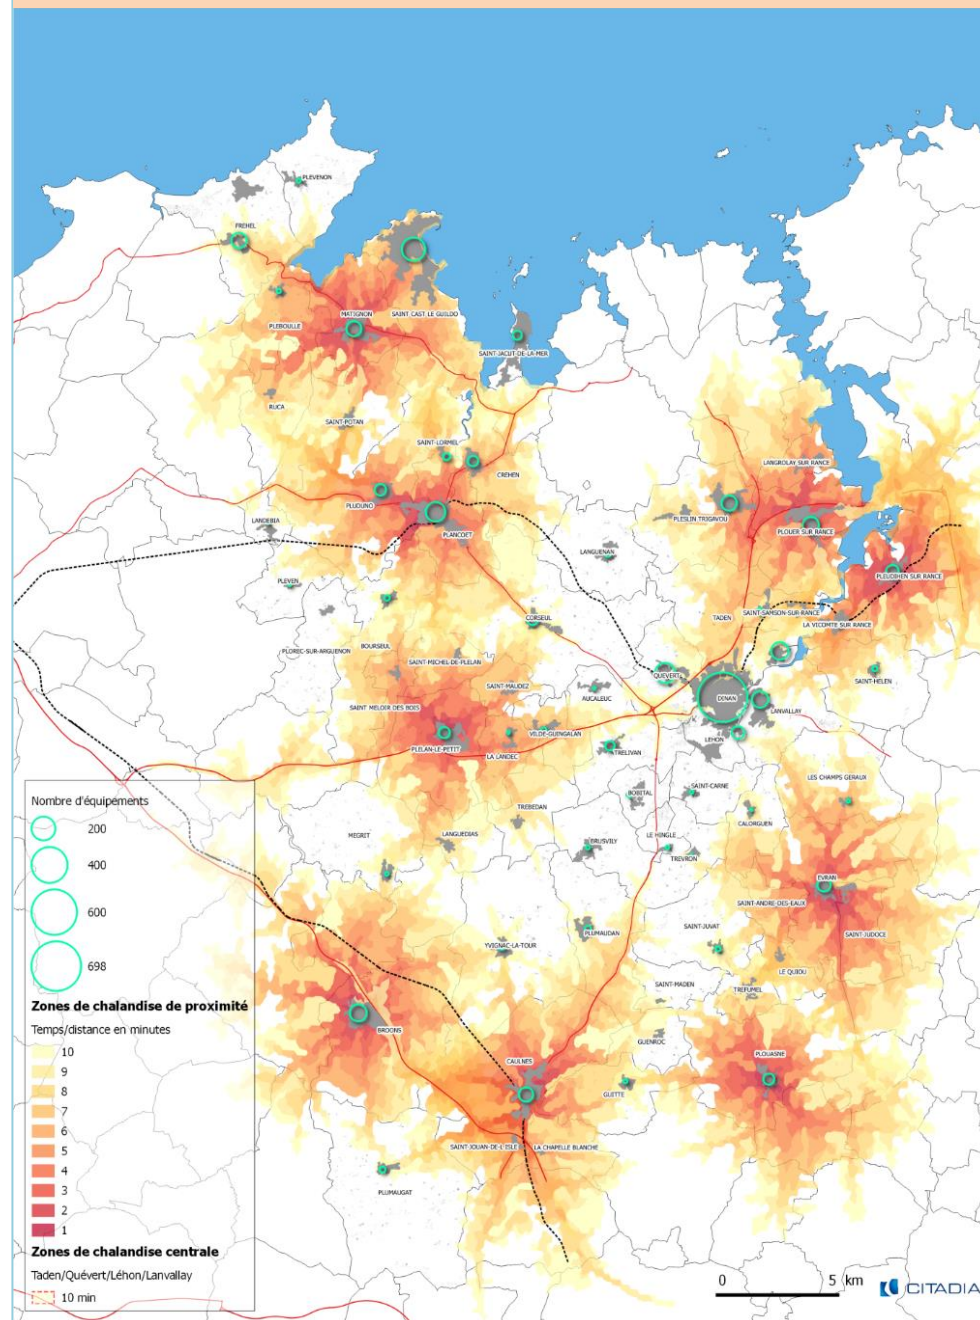 PLEVENON
FREHEL
MATIGNON
SAINT CAST LE GUILDO
PLEBOULLE
SAINT-JACUT-DE-LA-MER
RUCA
SAINT-POTAN
SAINT-LORMEL
CREHEN
LANGROLAY SUR RANCE
PLUDUNO
PLESLIN TRIGAVOU
LANDEBIA
PLANCOET
PLOUER SUR RANCE
LANGUENAN
PLEUDIHEN SUR RANCE
PLEVEN
SAINT-SAMSON-SUR-RANCE
CORSEUL
TADEN
LA VICOMTE SUR RANCE
BOURSEUL
PLOREC-SUR-ARGUENON
SAINT-MICHEL-DE-PLELAN
QUEVERT
SAINT-HELEN
SAINT-MAUDEZ
AUCALEUC
DINAN
SAINT MELOIR DES BOIS
LANVALLAY
VILDE-GUINGALAN
PLELAN-LE-PETIT
LEHON
LA LANDEC
TRELIVAN
LES CHAMPS GERAUX
BOBITAL
SAINT-CARNE
TREBEDAN
CALORGUEN
MEGRIT
LANGUEDIAS
LE HINGLE
BRUSVILY
TREVRON
EVRAN
SAINT-ANDRE-DES-EAUX
SAINT-JUVAT
PLUMAUDAN
SAINT-JUDOCE
YVIGNAC-LA-TOUR
LE QUIOU
SAINT-MADEN
TREFUMEL
BROONS
GUENROC
PLOUASNE
CAULNES
GUITTE
SAINT-JOUAN-DE-L'ISLE
LA CHAPELLE BLANCHE
PLUMAUGAT
Nombre d'équipements
200
400
600
698
Zones de chalandise de proximité
Temps/distance en minutes
10
9
8
7
6
5
4
3
2
1
Zones de chalandise centrale
Taden/Quévert/Léhon/Lanvallay
10 min
0 5 km
CITADIA